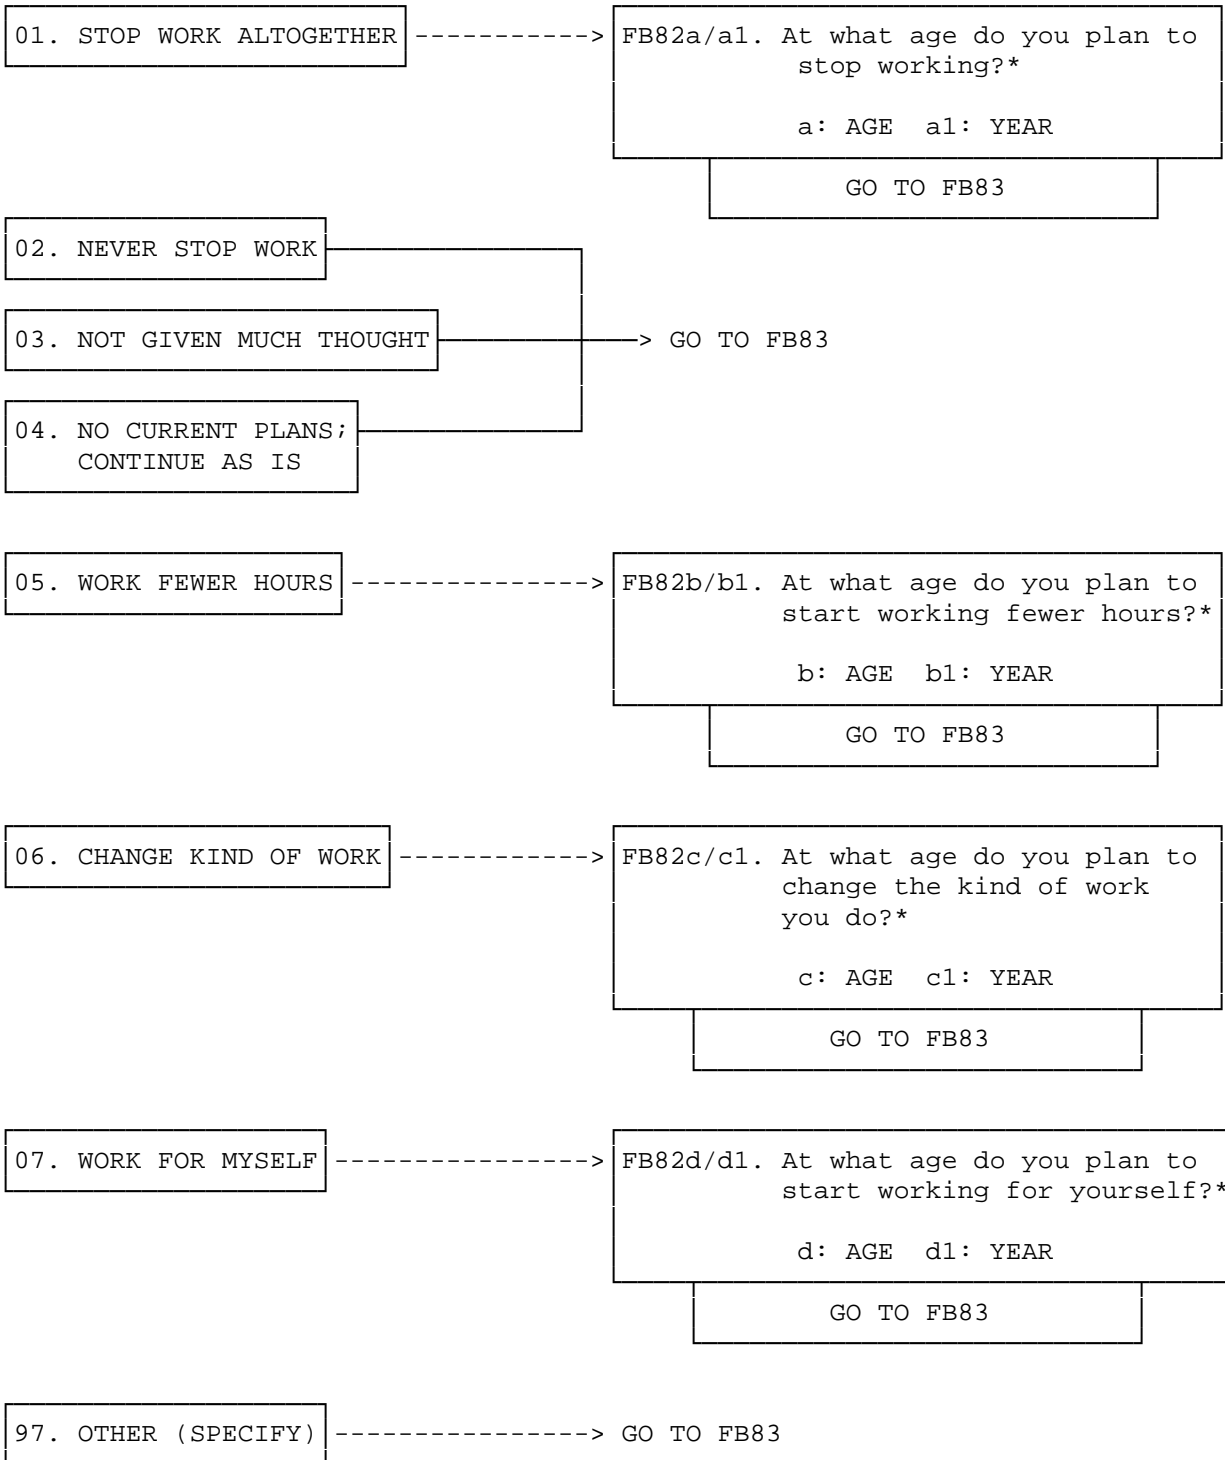 01. STOP WORK ALTOGETHER -----------> FB82a/a1. At what age do you plan to
stop working?*
a: AGE a1: YEAR
GO TO FB83
02. NEVER STOP WORK
03. NOT GIVEN MUCH THOUGHT > GO TO FB83
04. NO CURRENT PLANS;
CONTINUE AS IS
05. WORK FEWER HOURS ---------------> FB82b/b1. At what age do you plan to
start working fewer hours?*
b: AGE b1: YEAR
GO TO FB83
06. CHANGE KIND OF WORK ------------> FB82c/c1. At what age do you plan to
change the kind of work
you do?*
c: AGE c1: YEAR
GO TO FB83
07. WORK FOR MYSELF ----------------> FB82d/d1. At what age do you plan to
start working for yourself?*
d: AGE d1: YEAR
GO TO FB83
97. OTHER (SPECIFY) ----------------> GO TO FB83